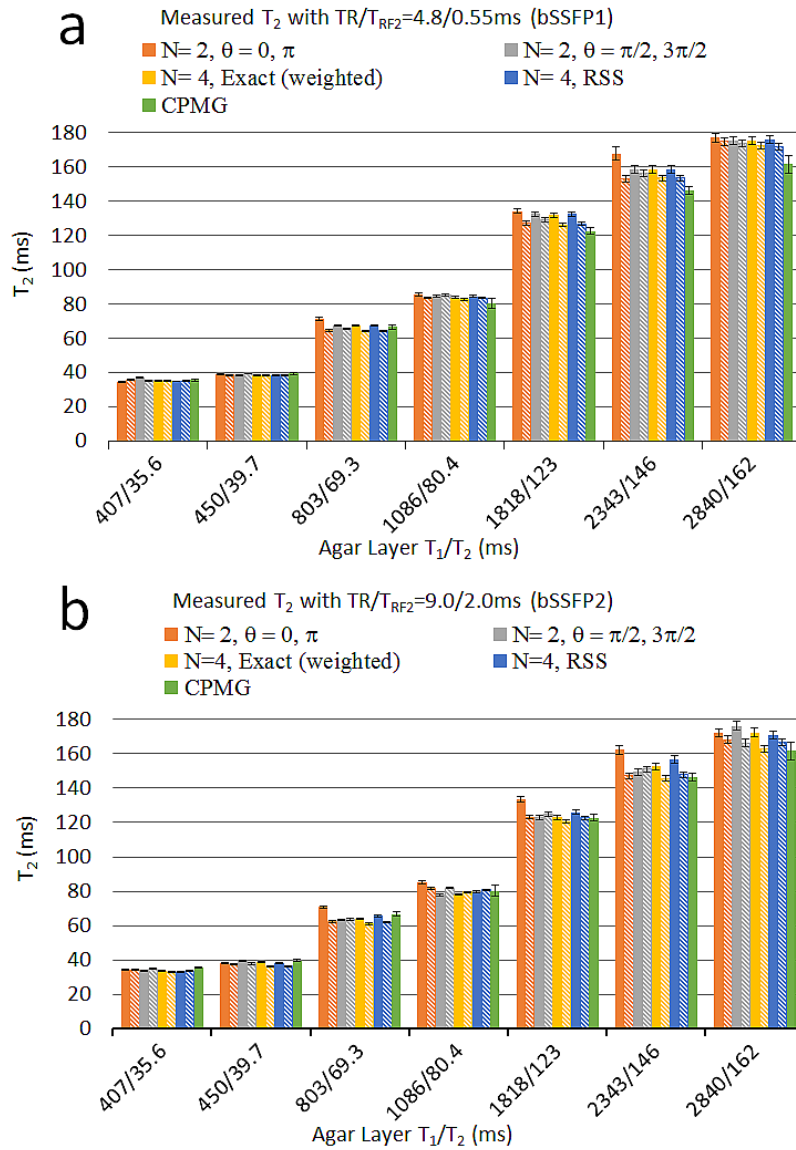 a
Measured T₂ with TR/T_RF2=4.8/0.55ms (bSSFP1)
N= 2, θ = 0, π
N= 2, θ = π/2, 3π/2
N= 4, Exact (weighted)
N= 4, RSS
CPMG
T₂ (ms)
180
160
140
120
100
80
60
40
20
0
407/35.6
450/39.7
803/69.3
1086/80.4
1818/123
2343/146
2840/162
Agar Layer T₁/T₂ (ms)
b
Measured T₂ with TR/T_RF2=9.0/2.0ms (bSSFP2)
N= 2, θ = 0, π
N= 2, θ = π/2, 3π/2
N=4, Exact (weighted)
N=4, RSS
CPMG
T₂ (ms)
180
160
140
120
100
80
60
40
20
0
407/35.6
450/39.7
803/69.3
1086/80.4
1818/123
2343/146
2840/162
Agar Layer T₁/T₂ (ms)